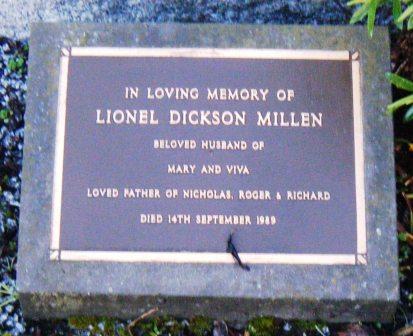 IN LOVING MEMORY OF
LIONEL DICKSON MILLEN
BELOVED HUSBAND OF
MARY AND VIVA
LOVED FATHER OF NICHOLAS, ROGER & RICHARD
DIED 14TH SEPTEMBER 1989